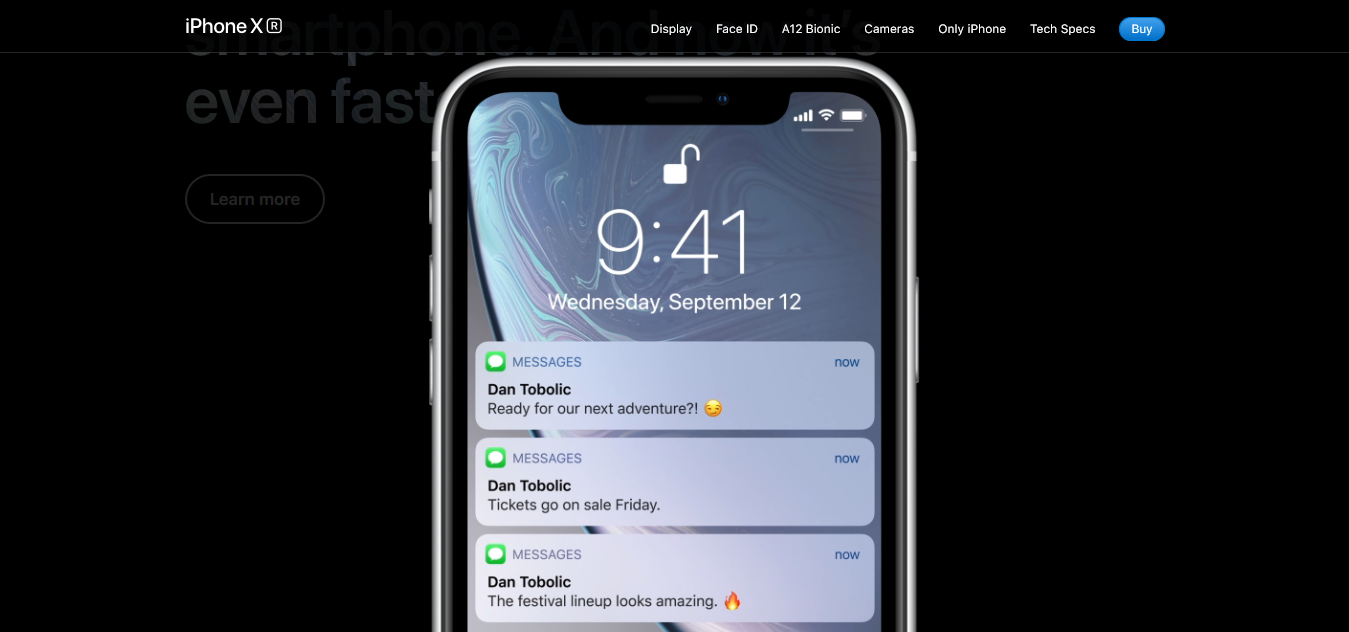 iPhone XR
Display Face ID A12 Bionic Cameras Only iPhone Tech Specs Buy
smartphone. And now it's
even fast
Learn more
9:41
Wednesday, September 12
MESSAGES now
Dan Tobolic
Ready for our next adventure?! 😏
MESSAGES now
Dan Tobolic
Tickets go on sale Friday.
MESSAGES now
Dan Tobolic
The festival lineup looks amazing. 🔥